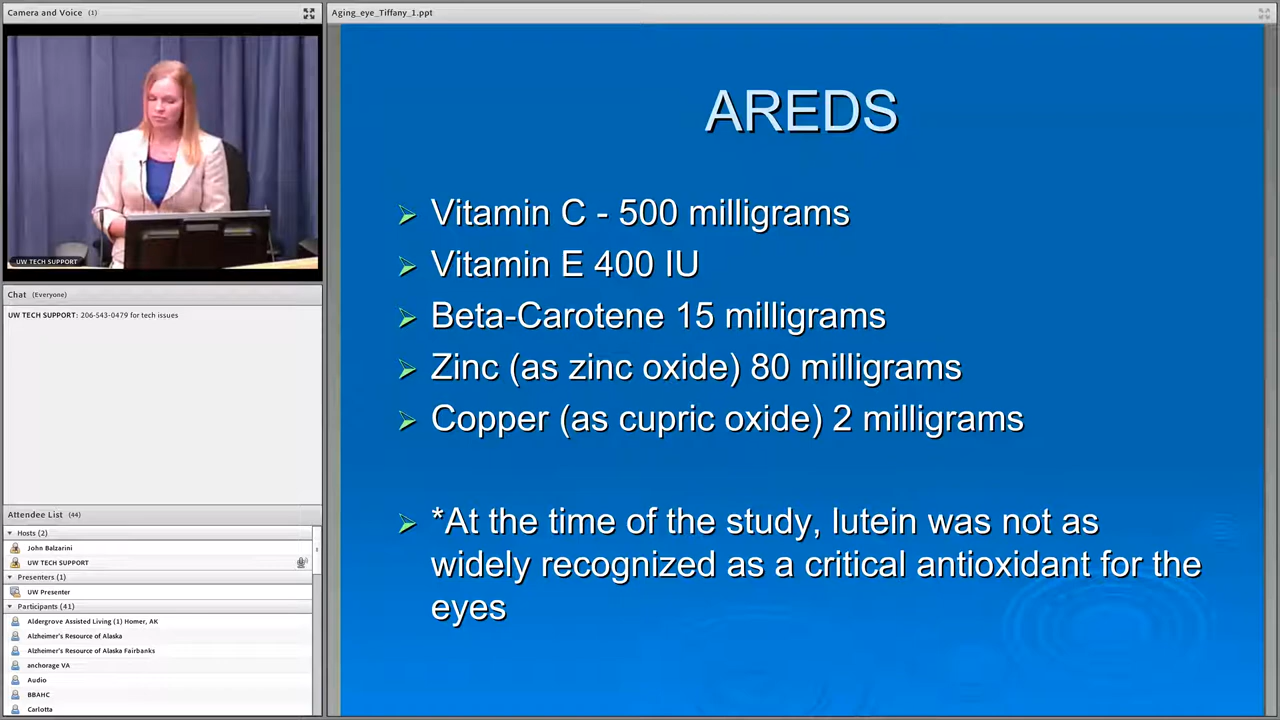 Camera and Voice (1)
UW TECH SUPPORT
Chat (Everyone)
UW TECH SUPPORT: 206-543-0479 for tech issues
Attendee List (44)
Hosts (2)
John Balzarini
UW TECH SUPPORT
Presenters (1)
UW Presenter
Participants (41)
Aldergrove Assisted Living (1) Homer, AK
Alzheimer's Resource of Alaska
Alzheimer's Resource of Alaska Fairbanks
anchorage VA
Audio
BBAHC
Carlotta
Aging_eye_Tiffany_1.ppt
AREDS
Vitamin C - 500 milligrams
Vitamin E 400 IU
Beta-Carotene 15 milligrams
Zinc (as zinc oxide) 80 milligrams
Copper (as cupric oxide) 2 milligrams
*At the time of the study, lutein was not as
widely recognized as a critical antioxidant for the
eyes